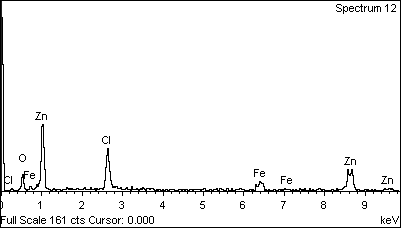 Spectrum 12
Zn
Cl
O
Zn
Fe
Fe
Fe
Cl
Zn
0 1 2 3 4 5 6 7 8 9
Full Scale 161 cts Cursor: 0.000 keV